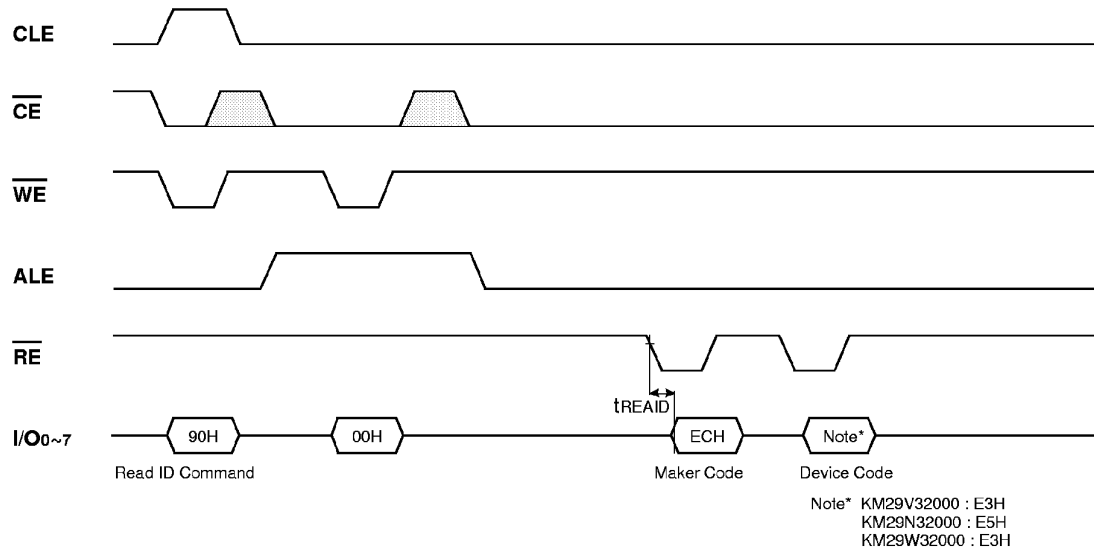 CLE
CE
WE
ALE
RE
tREAID
I/O0~7 90H 00H ECH Note*
Read ID Command Maker Code Device Code
Note* KM29V32000 : E3H
KM29N32000 : E5H
KM29W32000 : E3H